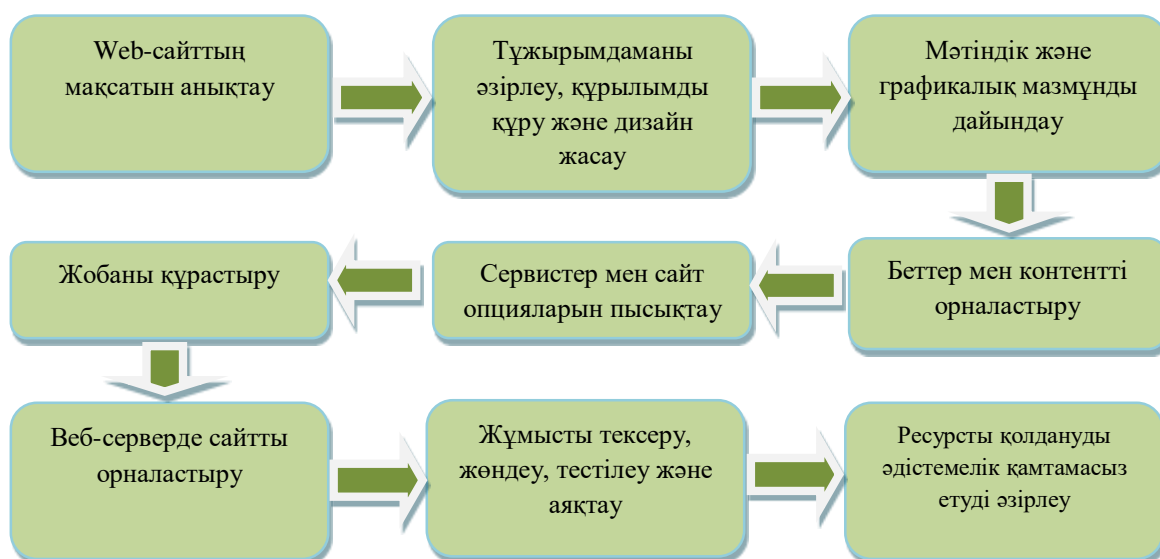 Web-сайттың
мақсатын анықтау
Тұжырымдаманы
әзірлеу, құрылымды
құру және дизайн
жасау
Мәтіндік және
графикалық мазмұнды
дайындау
Беттер мен контентті
орналастыру
Сервистер мен сайт
опцияларын пысықтау
Жобаны құрастыру
Веб-серверде сайтты
орналастыру
Жұмысты тексеру,
жөндеу, тестілеу және
аяқтау
Ресурсты қолдануды
әдістемелік қамтамасыз
етуді әзірлеу